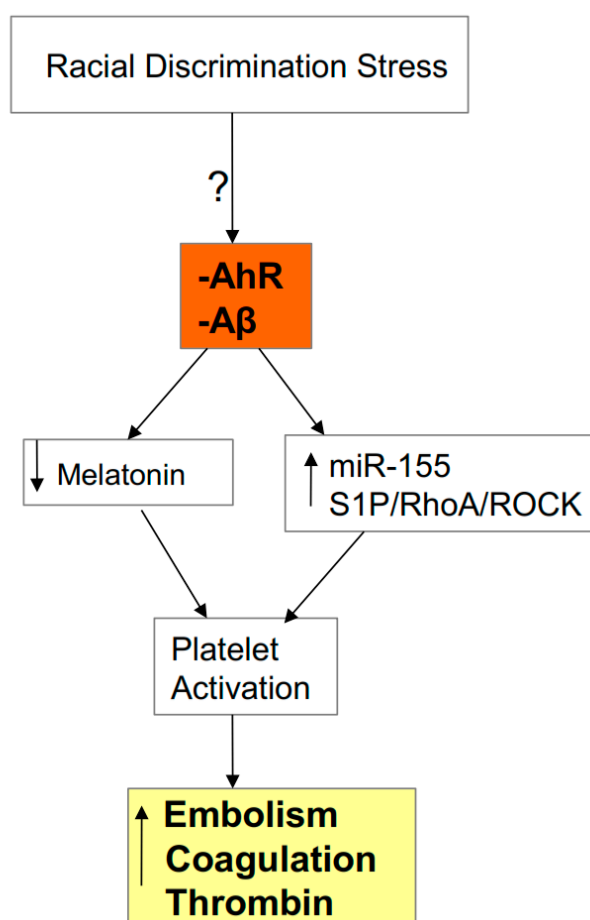 Racial Discrimination Stress
?
-AhR
-Aβ
Melatonin
miR-155
S1P/RhoA/ROCK
Platelet
Activation
Embolism
Coagulation
Thrombin